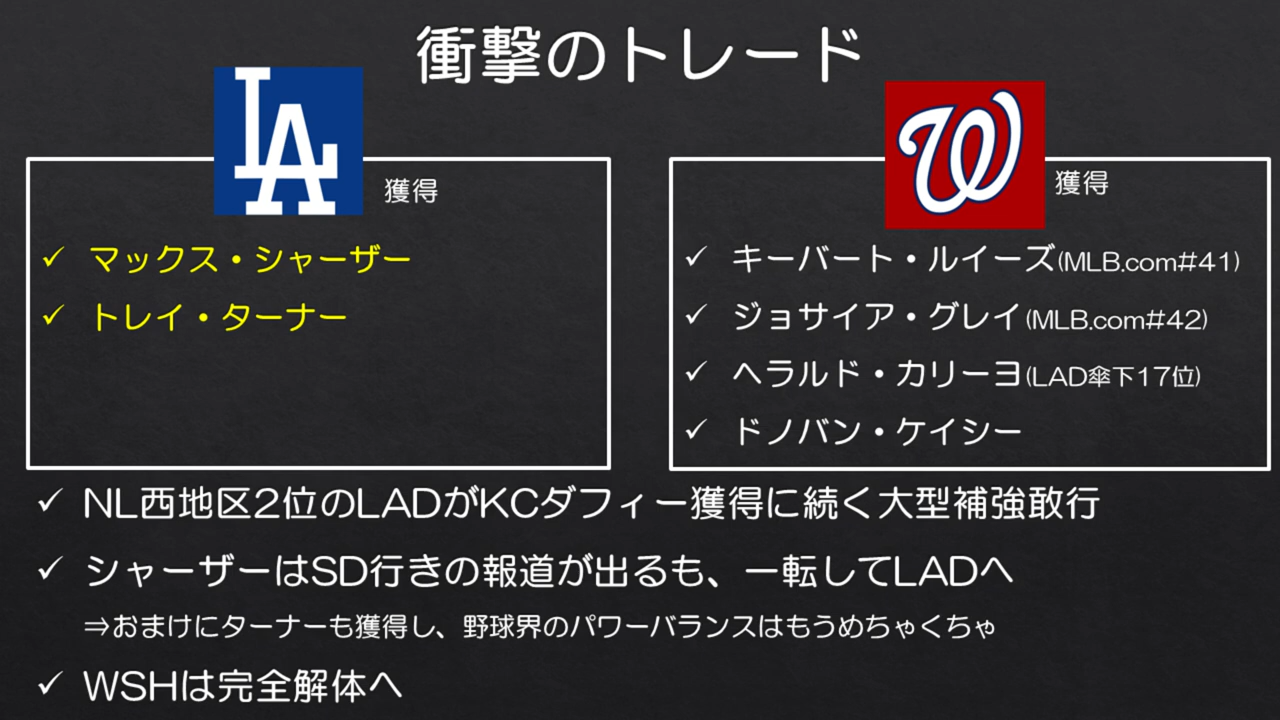 衝撃のトレード
LA
獲得
✓ マックス・シャーザー
✓ トレイ・ターナー
W
獲得
✓ キーバート・ルイーズ(MLB.com#41)
✓ ジョサイア・グレイ(MLB.com#42)
✓ ヘラルド・カリーヨ(LAD傘下17位)
✓ ドノバン・ケイシー
✓ NL西地区2位のLADがKCダフィー獲得に続く大型補強敢行
✓ シャーザーはSD行きの報道が出るも、一転してLADへ
⇒おまけにターナーも獲得し、野球界のパワーバランスはもうめちゃくちゃ
✓ WSHは完全解体へ